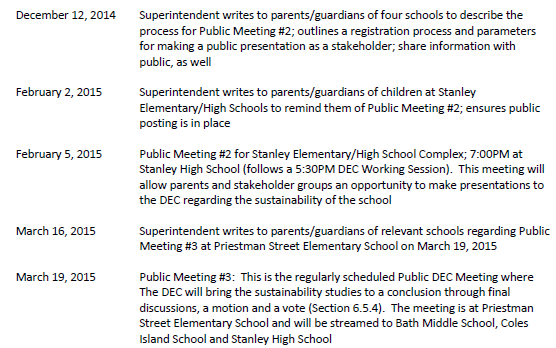 December 12, 2014 Superintendent writes to parents/guardians of four schools to describe the
process for Public Meeting #2; outlines a registration process and parameters
for making a public presentation as a stakeholder; share information with
public, as well
February 2, 2015 Superintendent writes to parents/guardians of children at Stanley
Elementary/High Schools to remind them of Public Meeting #2; ensures public
posting is in place
February 5, 2015 Public Meeting #2 for Stanley Elementary/High School Complex; 7:00PM at
Stanley High School (follows a 5:30PM DEC Working Session). This meeting will
allow parents and stakeholder groups an opportunity to make presentations to
the DEC regarding the sustainability of the school
March 16, 2015 Superintendent writes to parents/guardians of relevant schools regarding Public
Meeting #3 at Priestman Street Elementary School on March 19, 2015
March 19, 2015 Public Meeting #3: This is the regularly scheduled Public DEC Meeting where
The DEC will bring the sustainability studies to a conclusion through final
discussions, a motion and a vote (Section 6.5.4). The meeting is at Priestman
Street Elementary School and will be streamed to Bath Middle School, Coles
Island School and Stanley High School